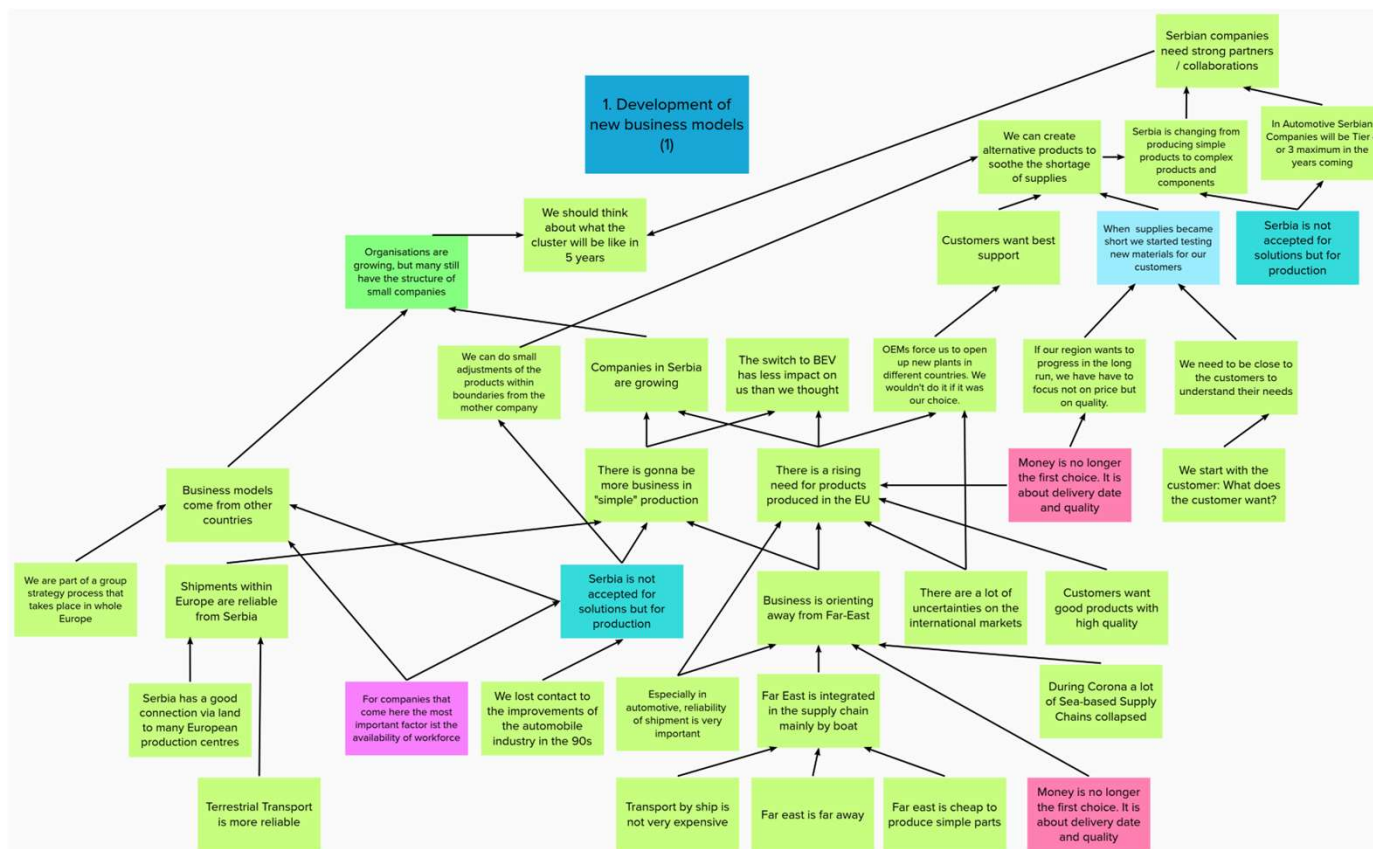 Serbian companies
need strong partners
/ collaborations
1. Development of
new business models
(1)
We can create
alternative products to
soothe the shortage
of supplies
Serbia is changing from
producing simple
products to complex
products and
components
In Automotive Serbian
Companies will be Tier
or 3 maximum in the
years coming
We should think
about what the
cluster will be like in
5 years
Organisations are
growing, but many still
have the structure of
small companies
Customers want best
support
When supplies became
short we started testing
new materials for our
customers
Serbia is not
accepted for
solutions but for
production
We can do small
adjustments of the
products within
boundaries from the
mother company
Companies in Serbia
are growing
The switch to BEV
has less impact on
us than we thought
OEMs force us to open
up new plants in
different countries. We
wouldn't do it if it was
our choice.
If our region wants to
progress in the long
run, we have have to
focus not on price but
on quality.
We need to be close to
the customers to
understand their needs
Business models
come from other
countries
There is gonna be
more business in
"simple" production
There is a rising
need for products
produced in the EU
Money is no longer
the first choice. It is
about delivery date
and quality
We start with the
customer: What does
the customer want?
We are part of a group
strategy process that
takes place in whole
Europe
Shipments within
Europe are reliable
from Serbia
Serbia is not
accepted for
solutions but for
production
Business is orienting
away from Far-East
There are a lot of
uncertainties on the
international markets
Customers want
good products with
high quality
Serbia has a good
connection via land
to many European
production centres
For companies that
come here the most
important factor ist the
availability of workforce
We lost contact to
the improvements of
the automobile
industry in the 90s
Especially in
automotive, reliability
of shipment is very
important
Far East is integrated
in the supply chain
mainly by boat
During Corona a lot
of Sea-based Supply
Chains collapsed
Terrestrial Transport
is more reliable
Transport by ship is
not very expensive
Far east is far away
Far east is cheap to
produce simple parts
Money is no longer
the first choice. It is
about delivery date
and quality